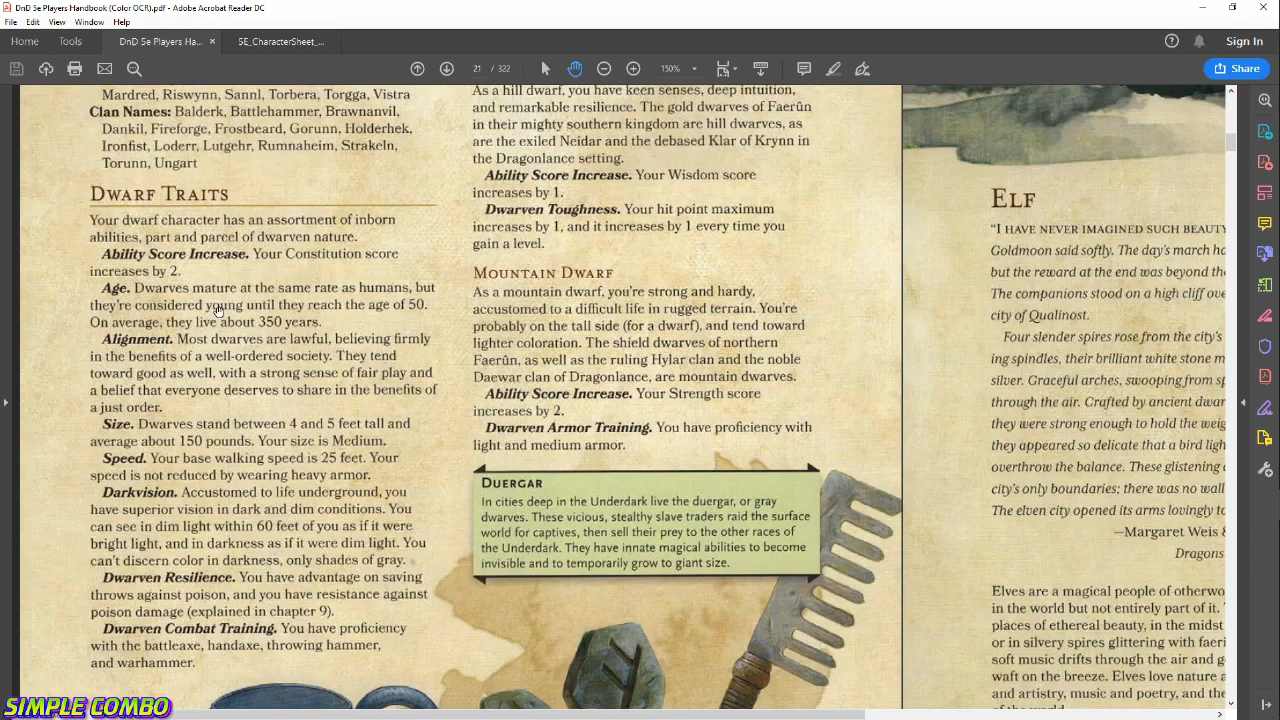 DnD 5e Players Handbook (Color OCR).pdf - Adobe Acrobat Reader DC
File Edit View Window Help
Home Tools DnD 5e Players Ha... × 5E_CharacterSheet_... Sign In
21 / 322 150% Share
Mardred, Riswynn, Sannl, Torbera, Torgga, Vistra
Clan Names: Balderk, Battlehammer, Brawnanvil,
Dankil, Fireforge, Frostbeard, Gorunn, Holderhek,
Ironfist, Loderr, Lutgehr, Rumnaheim, Strakeln,
Torunn, Ungart
DWARF TRAITS
Your dwarf character has an assortment of inborn
abilities, part and parcel of dwarven nature.
Ability Score Increase. Your Constitution score
increases by 2.
Age. Dwarves mature at the same rate as humans, but
they're considered young until they reach the age of 50.
On average, they live about 350 years.
Alignment. Most dwarves are lawful, believing firmly
in the benefits of a well-ordered society. They tend
toward good as well, with a strong sense of fair play and
a belief that everyone deserves to share in the benefits of
a just order.
Size. Dwarves stand between 4 and 5 feet tall and
average about 150 pounds. Your size is Medium.
Speed. Your base walking speed is 25 feet. Your
speed is not reduced by wearing heavy armor.
Darkvision. Accustomed to life underground, you
have superior vision in dark and dim conditions. You
can see in dim light within 60 feet of you as if it were
bright light, and in darkness as if it were dim light. You
can't discern color in darkness, only shades of gray.
Dwarven Resilience. You have advantage on saving
throws against poison, and you have resistance against
poison damage (explained in chapter 9).
Dwarven Combat Training. You have proficiency
with the battleaxe, handaxe, throwing hammer,
and warhammer.
As a hill dwarf, you have keen senses, deep intuition,
and remarkable resilience. The gold dwarves of Faerûn
in their mighty southern kingdom are hill dwarves, as
are the exiled Neidar and the debased Klar of Krynn in
the Dragonlance setting.
Ability Score Increase. Your Wisdom score
increases by 1.
Dwarven Toughness. Your hit point maximum
increases by 1, and it increases by 1 every time you
gain a level.
MOUNTAIN DWARF
As a mountain dwarf, you're strong and hardy,
accustomed to a difficult life in rugged terrain. You're
probably on the tall side (for a dwarf), and tend toward
lighter coloration. The shield dwarves of northern
Faerûn, as well as the ruling Hylar clan and the noble
Daewar clan of Dragonlance, are mountain dwarves.
Ability Score Increase. Your Strength score
increases by 2.
Dwarven Armor Training. You have proficiency with
light and medium armor.
DUERGAR
In cities deep in the Underdark live the duergar, or gray
dwarves. These vicious, stealthy slave traders raid the surface
world for captives, then sell their prey to the other races of
the Underdark. They have innate magical abilities to become
invisible and to temporarily grow to giant size.
ELF
"I HAVE NEVER IMAGINED SUCH BEAUTY
Goldmoon said softly. The day's march ha
but the reward at the end was beyond the
The companions stood on a high cliff ove
city of Qualinost.
Four slender spires rose from the city's
ing spindles, their brilliant white stone m
silver. Graceful arches, swooping from sp
through the air. Crafted by ancient dwar
they were strong enough to hold the weig
they appeared so delicate that a bird ligh
overthrow the balance. These glistening
city's only boundaries; there was no wall
The elven city opened its arms lovingly t
—Margaret Weis &
Dragons
Elves are a magical people of otherwo
in the world but not entirely part of it.
places of ethereal beauty, in the midst
or in silvery spires glittering with faeri
soft music drifts through the air and g
waft on the breeze. Elves love nature a
and artistry, music and poetry, and the
SIMPLE COMBO